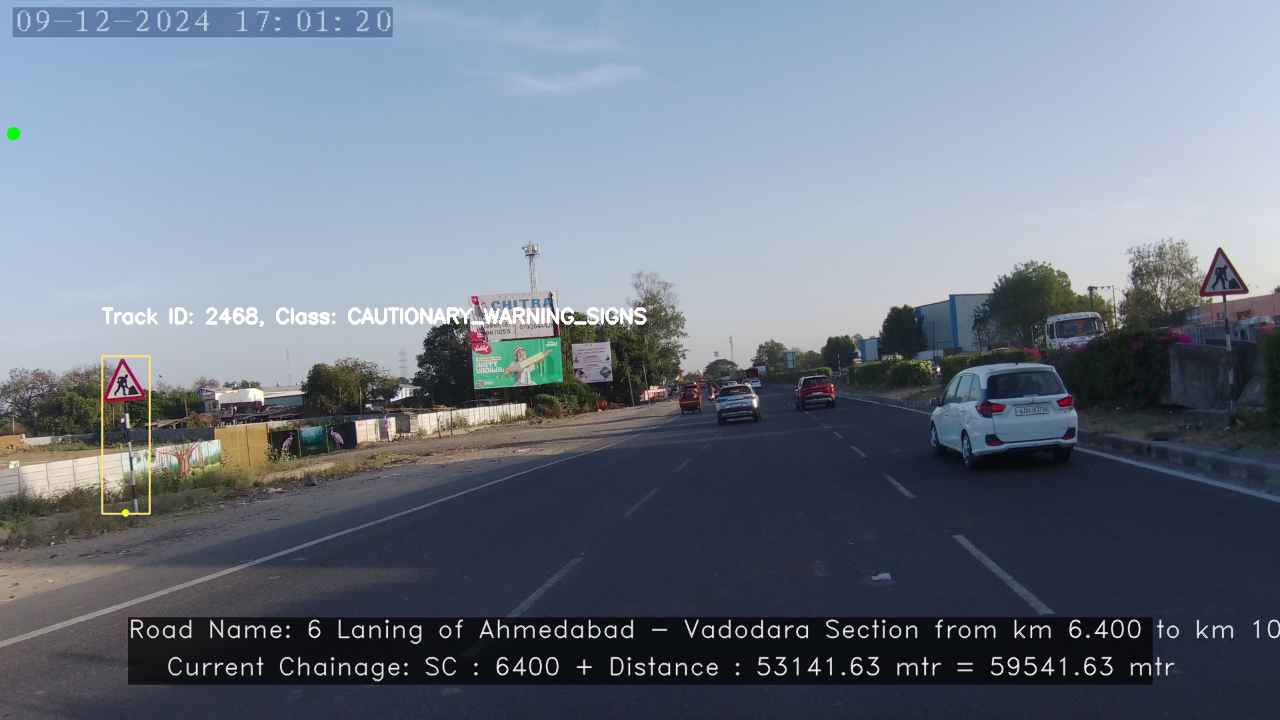 09-12-2024 17:01:20
CHITRA
Track ID: 2468, Class: CAUTIONARY_WARNING_SIGNS
Road Name: 6 Laning of Ahmedabad - Vadodara Section from km 6.400 to km 10
Current Chainage: SC : 6400 + Distance : 53141.63 mtr = 59541.63 mtr